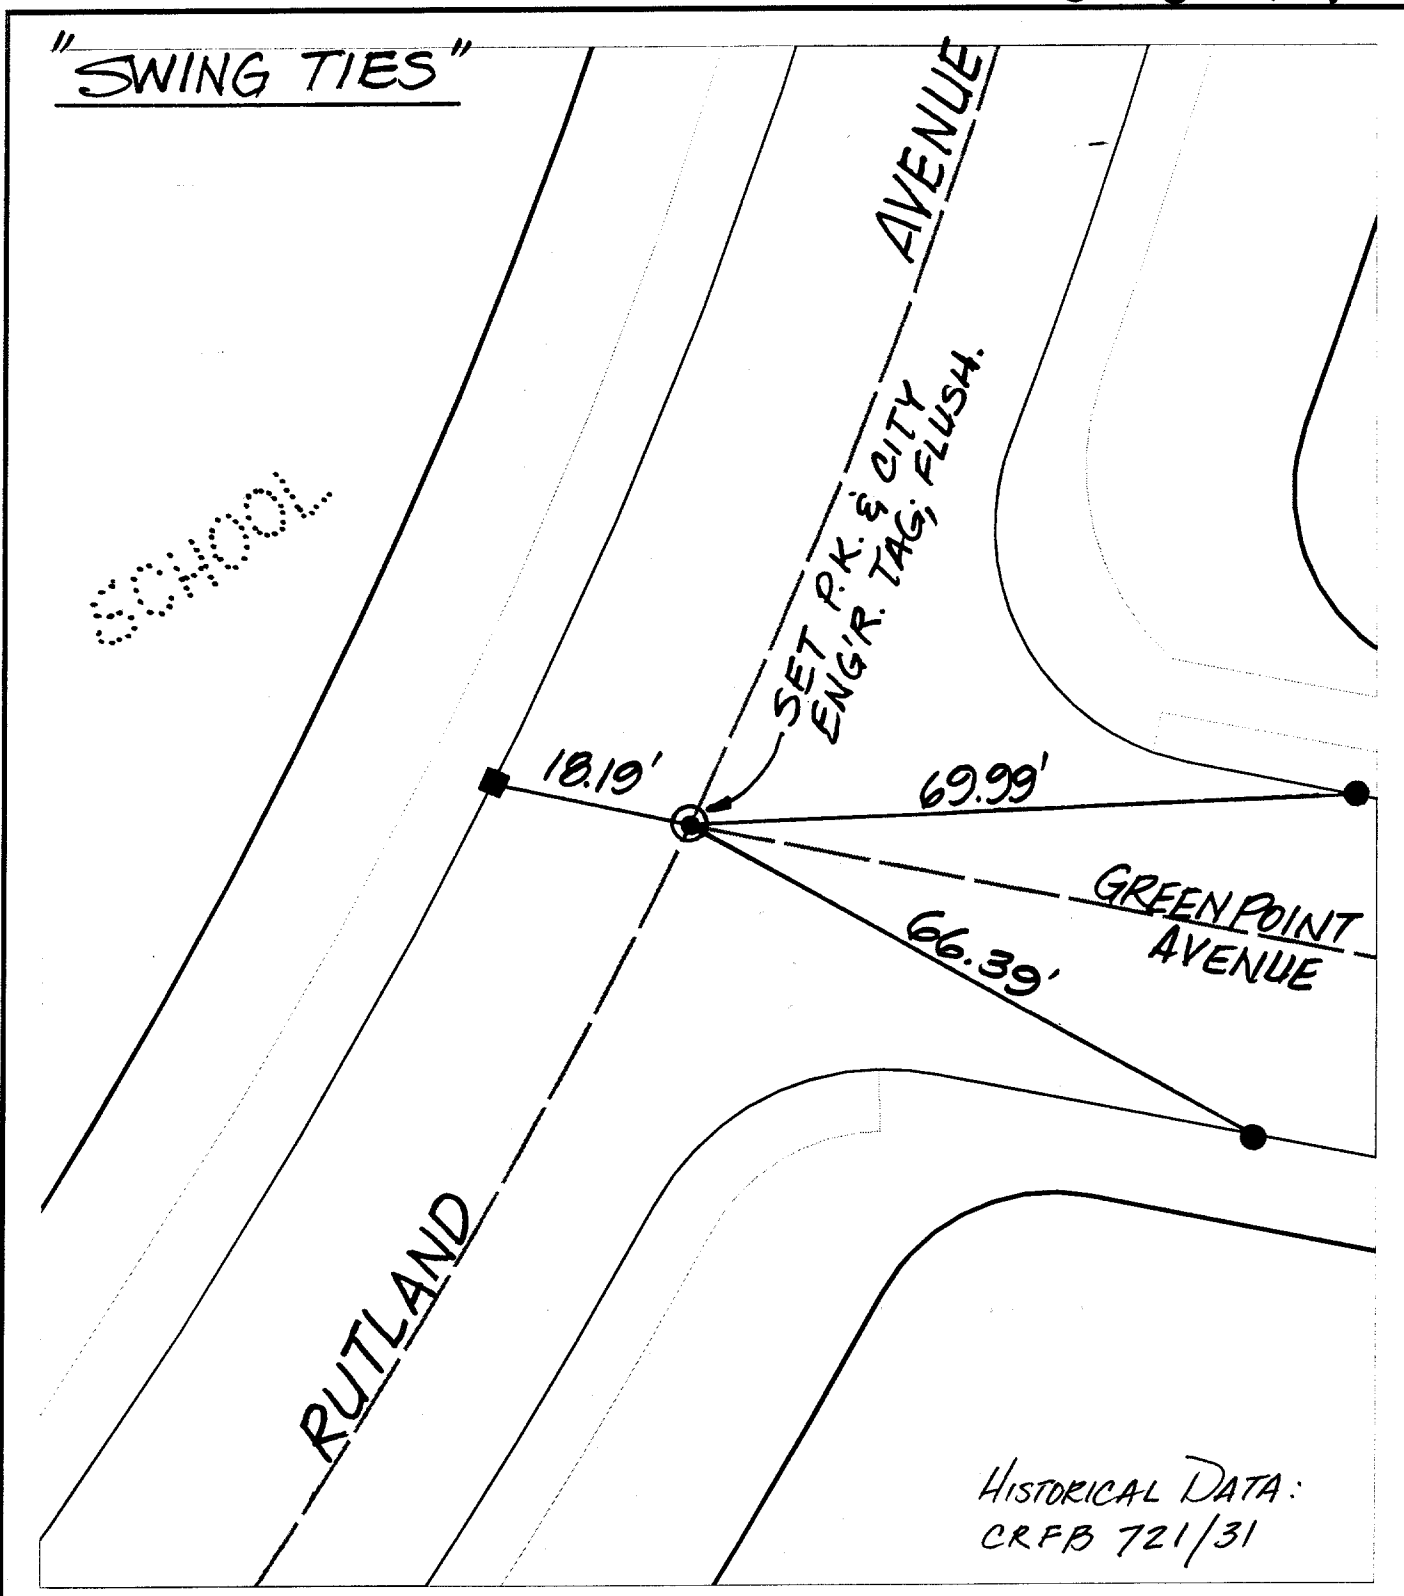 "SWING TIES"
AVENUE
SET P.K. & CITY
ENG'R. TAG; FLUSH.
SCHOOL
18.19'
69.99'
GREENPOINT
AVENUE
66.39'
RUTLAND
HISTORICAL DATA:
CRFB 721/31